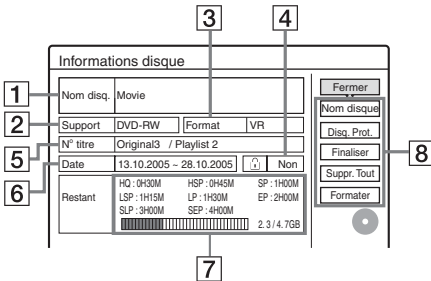 3
4
Informations disque
1
Nom disq. Movie
Fermer
Nom disque
2
Support DVD-RW Format VR
Disq. Prot.
5
N° titre Original3 / Playlist 2
Finaliser
8
6
Date 13.10.2005 ~ 28.10.2005 Non
Suppr. Tout
Formater
Restant
HQ : 0H30M HSP : 0H45M SP : 1H00M
LSP : 1H15M LP : 1H30M EP : 2H00M
SLP : 3H00M SEP : 4H00M
2. 3 / 4. 7GB
7